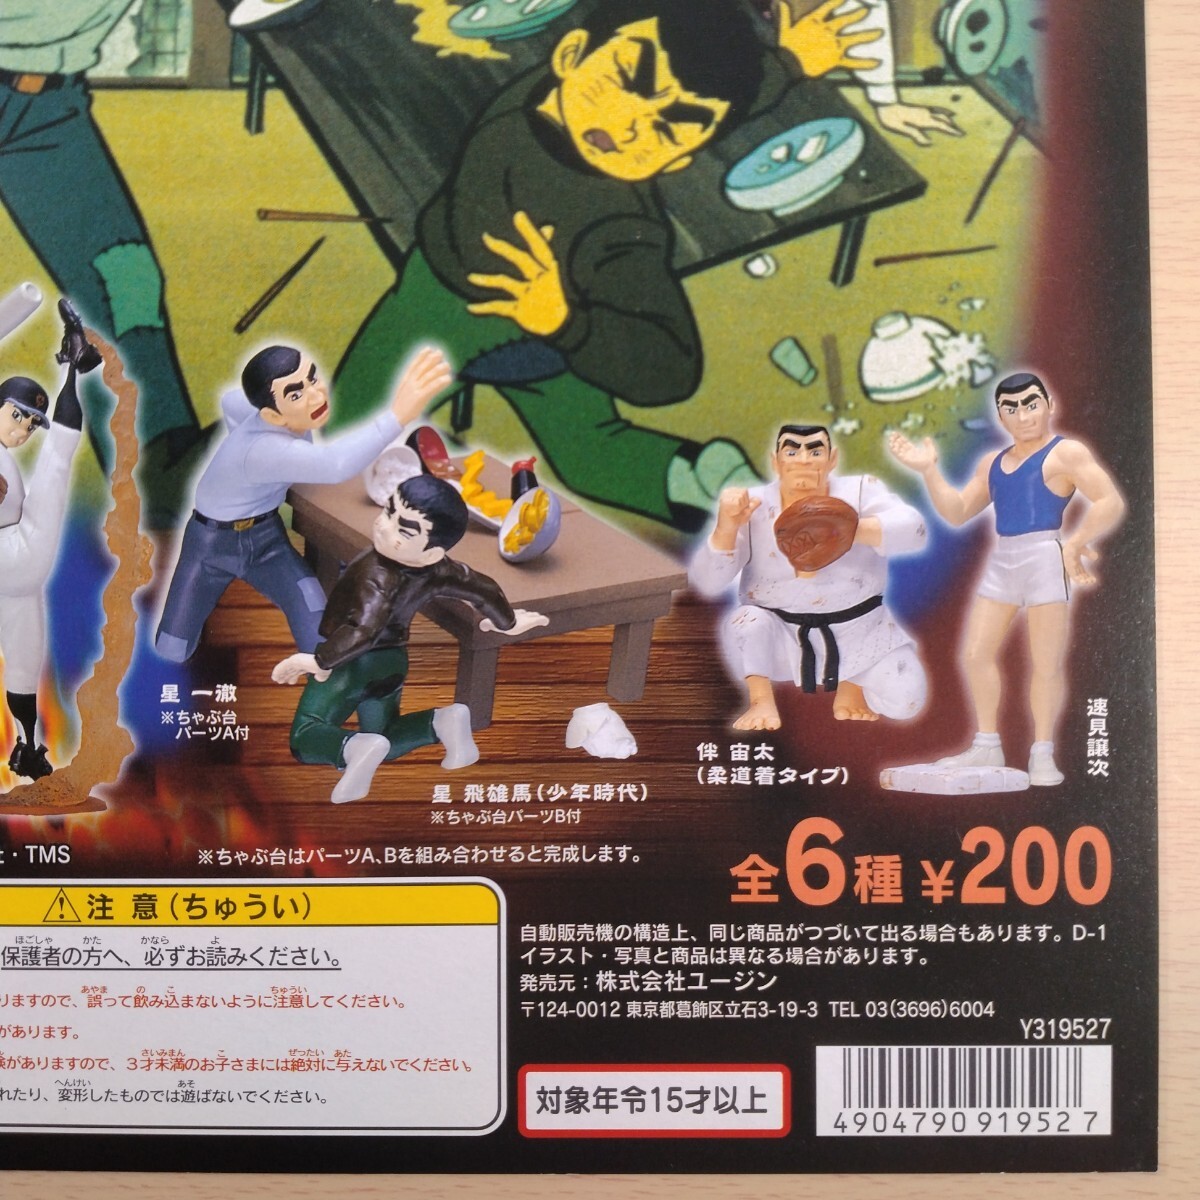 星 一徹
※ちゃぶ台
パーツA付
星 飛雄馬(少年時代)
※ちゃぶ台パーツB付
伴 宙太
(柔道着タイプ)
速見譲次
・TMS
※ちゃぶ台はパーツA、Bを組み合わせると完成します。
全6種 ¥200
注 意(ちゅうい)
保護者の方へ、必ずお読みください。
りますので、誤って飲み込まないように注意してください。
があります。
がありますので、3才未満のお子さまには絶対に与えないでください。
れたり、変形したものでは遊ばないでください。
自動販売機の構造上、同じ商品がつづいて出る場合もあります。D-1
イラスト・写真と商品は異なる場合があります。
発売元：株式会社ユージン
〒124-0012 東京都葛飾区立石3-19-3 TEL 03(3696)6004
Y319527
対象年令15才以上
4904790 919527